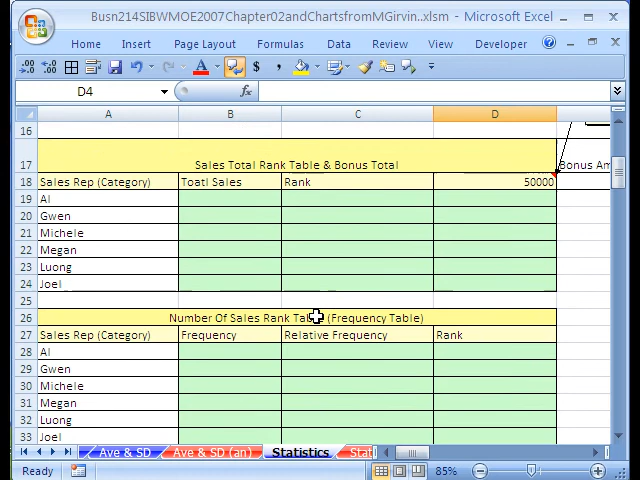 Busn214SIBWMOE2007Chapter02andChartsfromMGirvin..xlsm - Microsoft Excel
Home Insert Page Layout Formulas Data Review View Developer
D4 fx
A B C D
16
17 Sales Total Rank Table & Bonus Total Bonus Am
18 Sales Rep (Category) Toatl Sales Rank 50000
19 Al
20 Gwen
21 Michele
22 Megan
23 Luong
24 Joel
25
26 Number Of Sales Rank Table (Frequency Table)
27 Sales Rep (Category) Frequency Relative Frequency Rank
28 Al
29 Gwen
30 Michele
31 Megan
32 Luong
33 Joel
Ave & SD Ave & SD (an) Statistics Stati
Ready 85%